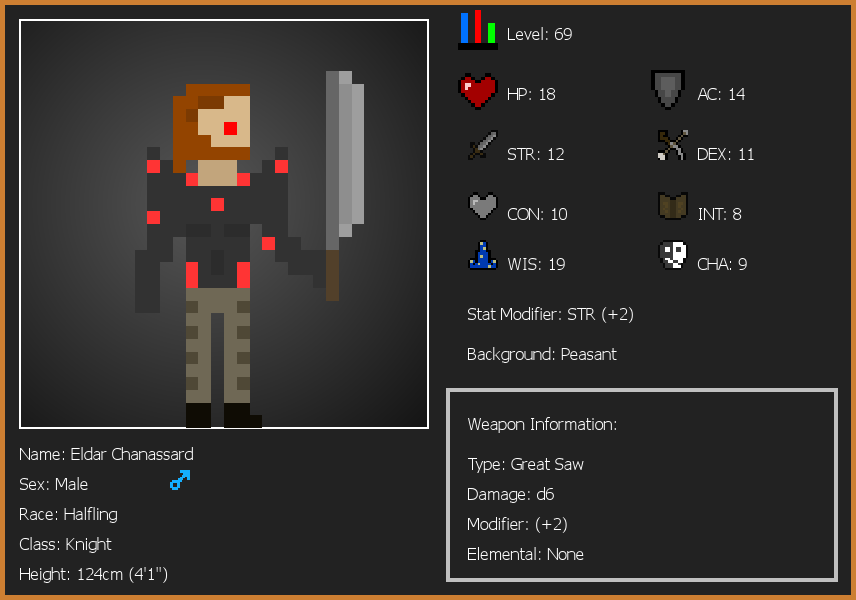 Level: 69
HP: 18
AC: 14
STR: 12
DEX: 11
CON: 10
INT: 8
WIS: 19
CHA: 9
Stat Modifier: STR (+2)
Background: Peasant
Weapon Information:
Type: Great Saw
Damage: d6
Modifier: (+2)
Elemental: None
Name: Eldar Chanassard
Sex: Male
Race: Halfling
Class: Knight
Height: 124cm (4'1")